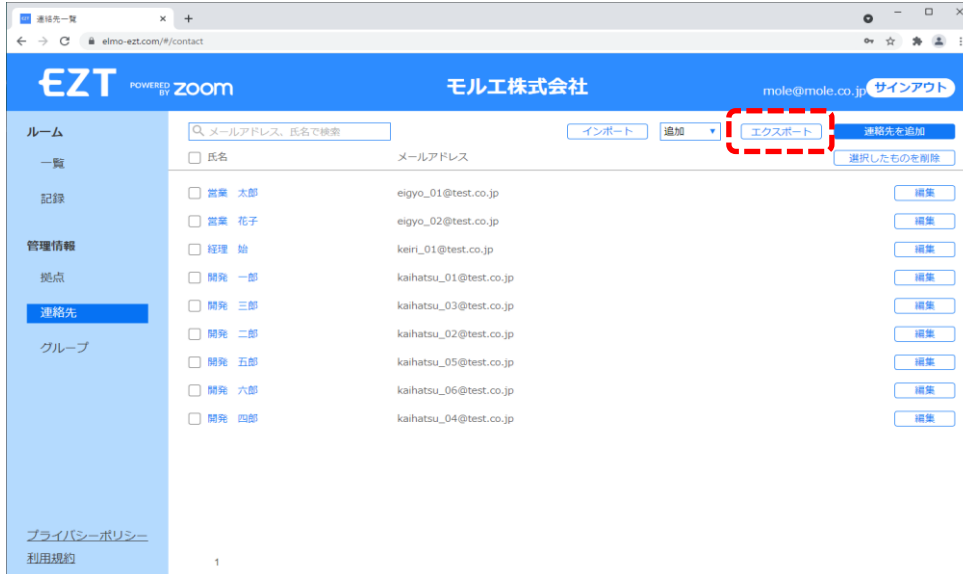 EZT 連絡先一覧
elmo-ezt.com/#/contact
EZT POWERED BY zoom モルエ株式会社 mole@mole.co.jp サインアウト
ルーム
一覧
記録
管理情報
拠点
連絡先
グループ
プライバシーポリシー
利用規約
メールアドレス、氏名で検索 インポート 追加 エクスポート 連絡先を追加
氏名 メールアドレス 選択したものを削除
営業 太郎 eigyo_01@test.co.jp 編集
営業 花子 eigyo_02@test.co.jp 編集
経理 始 keiri_01@test.co.jp 編集
開発 一郎 kaihatsu_01@test.co.jp 編集
開発 三郎 kaihatsu_03@test.co.jp 編集
開発 二郎 kaihatsu_02@test.co.jp 編集
開発 五郎 kaihatsu_05@test.co.jp 編集
開発 六郎 kaihatsu_06@test.co.jp 編集
開発 四郎 kaihatsu_04@test.co.jp 編集
1